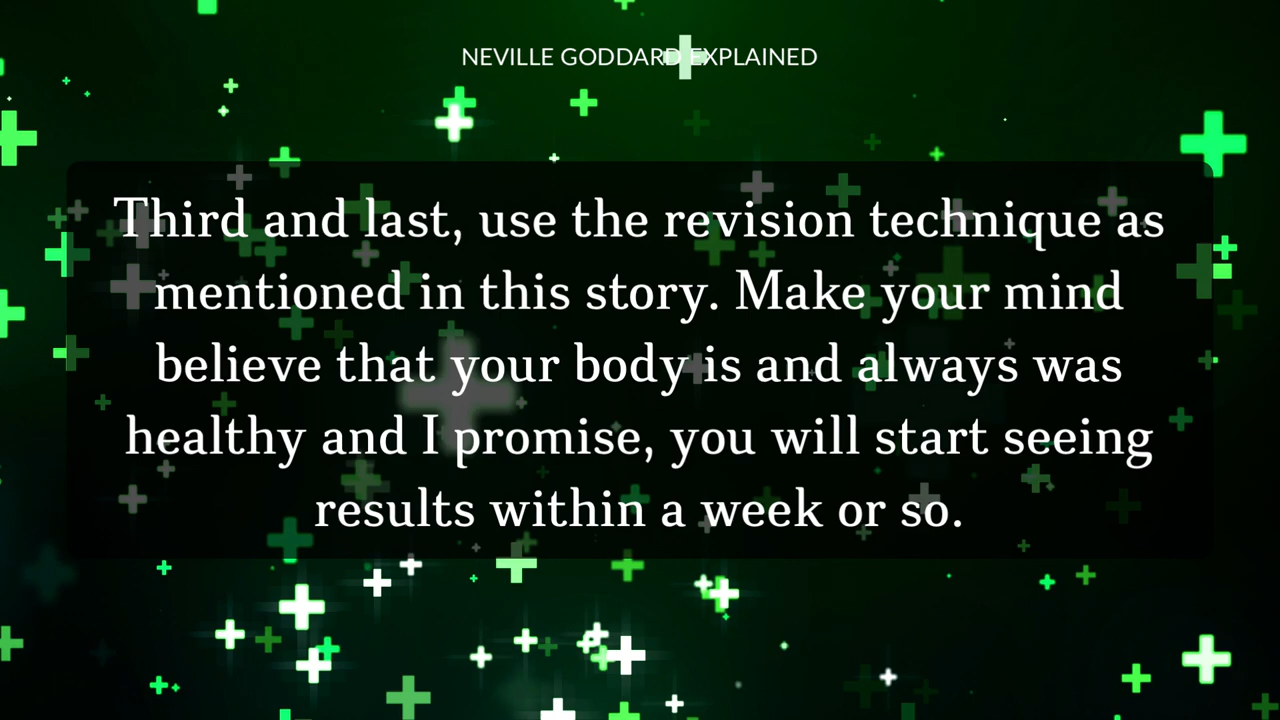 NEVILLE GODDARD EXPLAINED
Third and last, use the revision technique as
mentioned in this story. Make your mind
believe that your body is and always was
healthy and I promise, you will start seeing
results within a week or so.